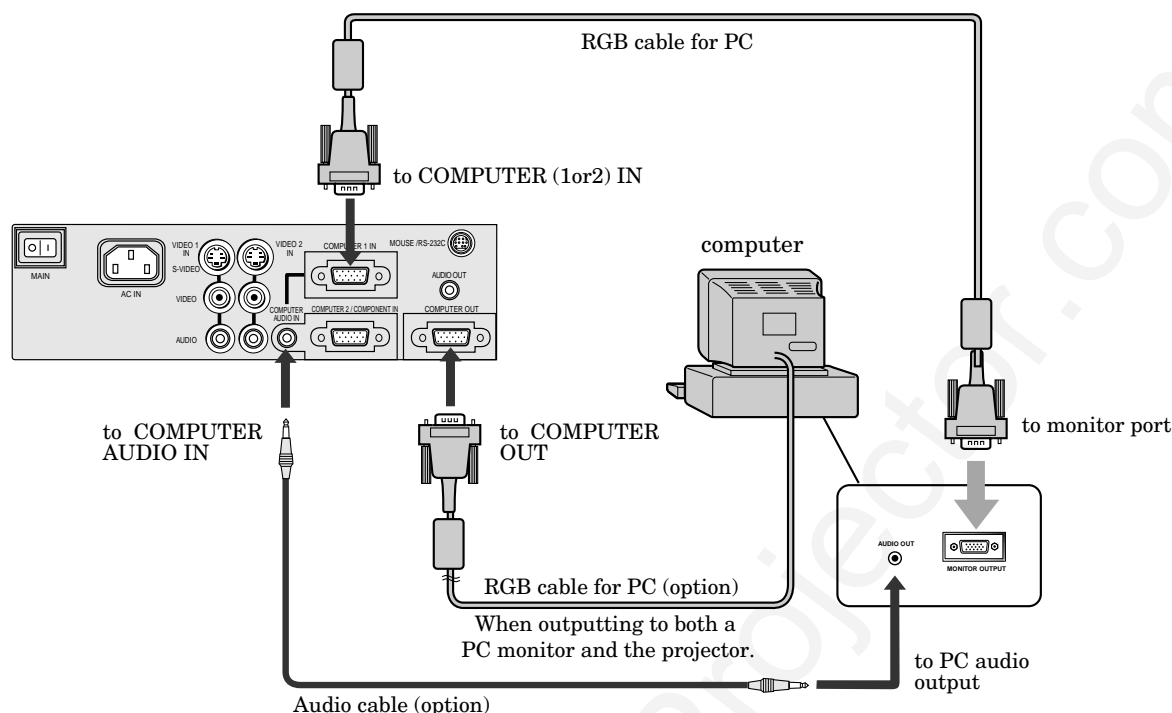 RGB cable for PC
to COMPUTER (1or2) IN
MAIN
AC IN
VIDEO 1
IN
S-VIDEO
VIDEO
AUDIO
VIDEO 2
IN
COMPUTER 1 IN
MOUSE /RS-232C
AUDIO OUT
COMPUTER
AUDIO IN
COMPUTER 2 / COMPONENT IN
COMPUTER OUT
computer
to COMPUTER
AUDIO IN
to COMPUTER
OUT
to monitor port
AUDIO OUT
MONITOR OUTPUT
RGB cable for PC (option)
When outputting to both a
PC monitor and the projector.
to PC audio
output
Audio cable (option)
rojector.co